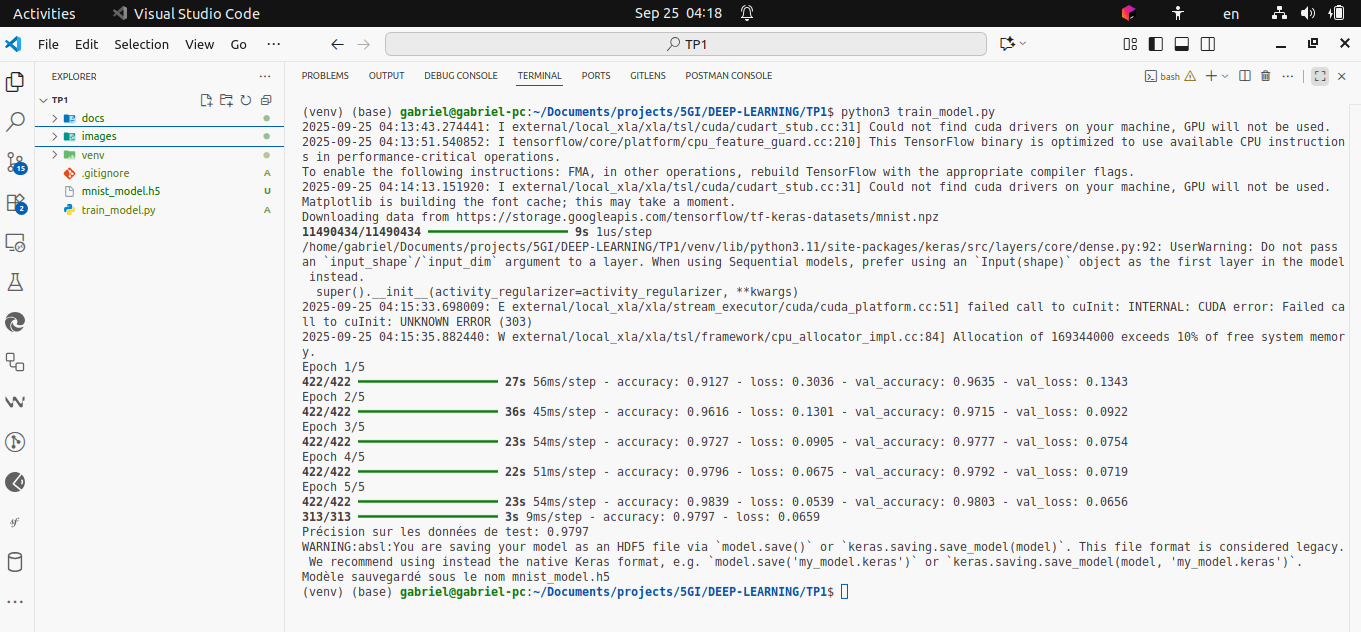 Activities
Visual Studio Code
Sep 25 04:18
en
File Edit Selection View Go ···
TP1
EXPLORER ···
TP1
docs
images
venv
.gitignore A
mnist_model.h5 U
train_model.py A
15
2
PROBLEMS OUTPUT DEBUG CONSOLE TERMINAL PORTS GITLENS POSTMAN CONSOLE
bash
(venv) (base) gabriel@gabriel-pc:~/Documents/projects/5GI/DEEP-LEARNING/TP1$ python3 train_model.py
2025-09-25 04:13:43.274441: I external/local_xla/xla/tsl/cuda/cudart_stub.cc:31] Could not find cuda drivers on your machine, GPU will not be used.
2025-09-25 04:13:51.540852: I tensorflow/core/platform/cpu_feature_guard.cc:210] This TensorFlow binary is optimized to use available CPU instruction
s in performance-critical operations.
To enable the following instructions: FMA, in other operations, rebuild TensorFlow with the appropriate compiler flags.
2025-09-25 04:14:13.151920: I external/local_xla/xla/tsl/cuda/cudart_stub.cc:31] Could not find cuda drivers on your machine, GPU will not be used.
Matplotlib is building the font cache; this may take a moment.
Downloading data from https://storage.googleapis.com/tensorflow/tf-keras-datasets/mnist.npz
11490434/11490434 9s 1us/step
/home/gabriel/Documents/projects/5GI/DEEP-LEARNING/TP1/venv/lib/python3.11/site-packages/keras/src/layers/core/dense.py:92: UserWarning: Do not pass
an `input_shape`/`input_dim` argument to a layer. When using Sequential models, prefer using an `Input(shape)` object as the first layer in the model
instead.
super().__init__(activity_regularizer=activity_regularizer, **kwargs)
2025-09-25 04:15:33.698009: E external/local_xla/xla/stream_executor/cuda/cuda_platform.cc:51] failed call to cuInit: INTERNAL: CUDA error: Failed ca
ll to cuInit: UNKNOWN ERROR (303)
2025-09-25 04:15:35.882440: W external/local_xla/xla/tsl/framework/cpu_allocator_impl.cc:84] Allocation of 169344000 exceeds 10% of free system memor
y.
Epoch 1/5
422/422 27s 56ms/step - accuracy: 0.9127 - loss: 0.3036 - val_accuracy: 0.9635 - val_loss: 0.1343
Epoch 2/5
422/422 36s 45ms/step - accuracy: 0.9616 - loss: 0.1301 - val_accuracy: 0.9715 - val_loss: 0.0922
Epoch 3/5
422/422 23s 54ms/step - accuracy: 0.9727 - loss: 0.0905 - val_accuracy: 0.9777 - val_loss: 0.0754
Epoch 4/5
422/422 22s 51ms/step - accuracy: 0.9796 - loss: 0.0675 - val_accuracy: 0.9792 - val_loss: 0.0719
Epoch 5/5
422/422 23s 54ms/step - accuracy: 0.9839 - loss: 0.0539 - val_accuracy: 0.9803 - val_loss: 0.0656
313/313 3s 9ms/step - accuracy: 0.9797 - loss: 0.0659
Précision sur les données de test: 0.9797
WARNING:absl:You are saving your model as an HDF5 file via `model.save()` or `keras.saving.save_model(model)`. This file format is considered legacy.
We recommend using instead the native Keras format, e.g. `model.save('my_model.keras')` or `keras.saving.save_model(model, 'my_model.keras')`.
Modèle sauvegardé sous le nom mnist_model.h5
(venv) (base) gabriel@gabriel-pc:~/Documents/projects/5GI/DEEP-LEARNING/TP1$